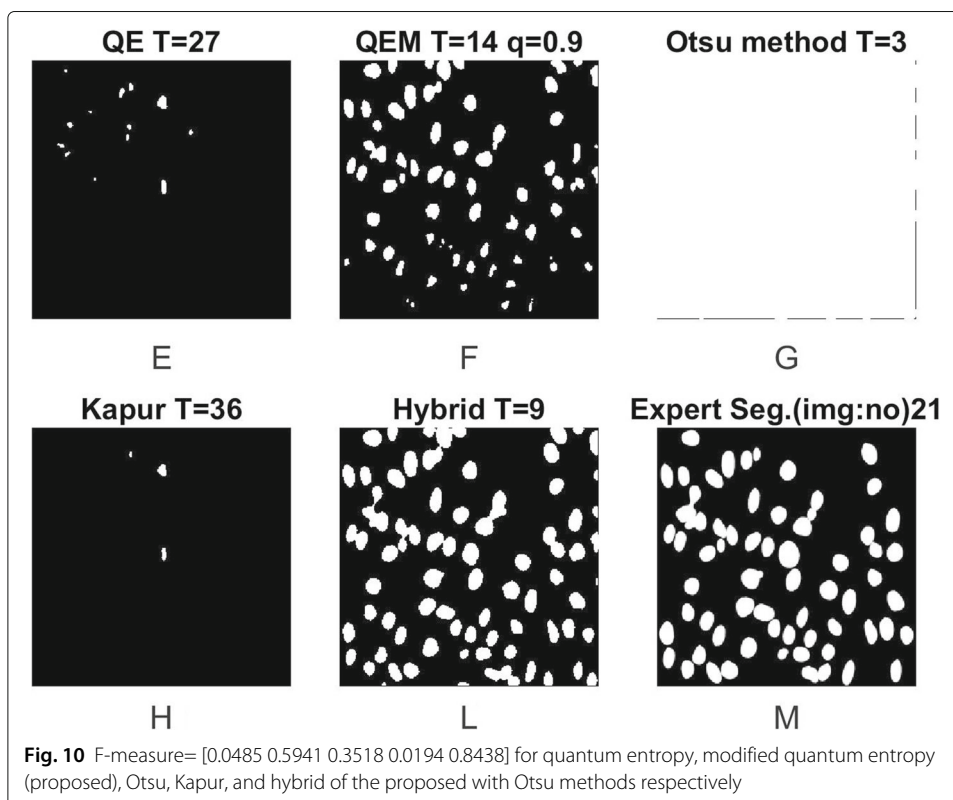 QE T=27
QEM T=14 q=0.9
Otsu method T=3
E
F
G
Kapur T=36
Hybrid T=9
Expert Seg.(img:no)21
H
L
M
Fig. 10 F-measure= [0.0485 0.5941 0.3518 0.0194 0.8438] for quantum entropy, modified quantum entropy
(proposed), Otsu, Kapur, and hybrid of the proposed with Otsu methods respectively